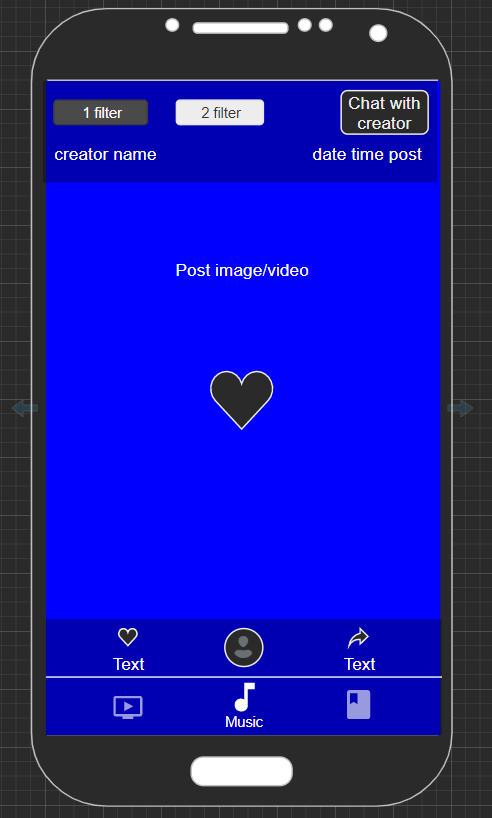 1 filter
2 filter
Chat with
creator
creator name
date time post
Post image/video
Text
Text
Music